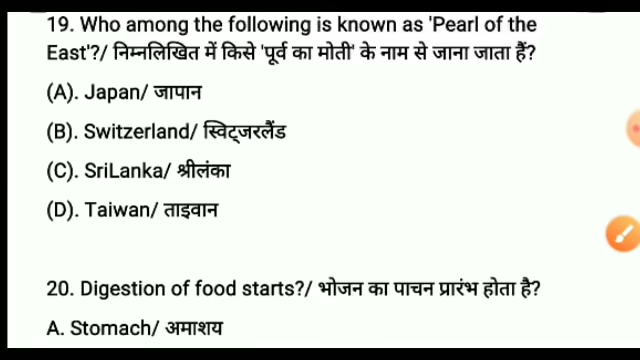 19. Who among the following is known as 'Pearl of the
East'?/ निम्नलिखित में किसे 'पूर्व का मोती' के नाम से जाना जाता हैं?
(A). Japan/ जापान
(B). Switzerland/ स्विट्जरलैंड
(C). SriLanka/ श्रीलंका
(D). Taiwan/ ताइवान
20. Digestion of food starts?/ भोजन का पाचन प्रारंभ होता है?
A. Stomach/ अमाशय